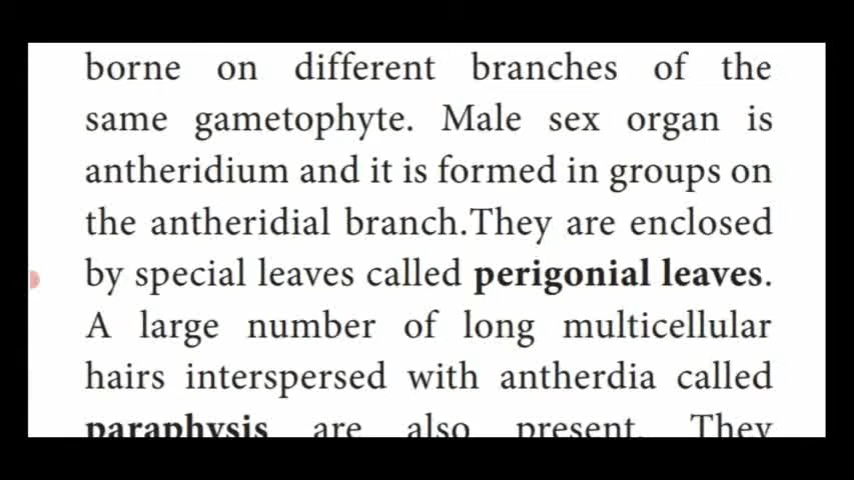 borne on different branches of the
same gametophyte. Male sex organ is
antheridium and it is formed in groups on
the antheridial branch.They are enclosed
by special leaves called perigonial leaves.
A large number of long multicellular
hairs interspersed with antherdia called
paraphysis are also present. They